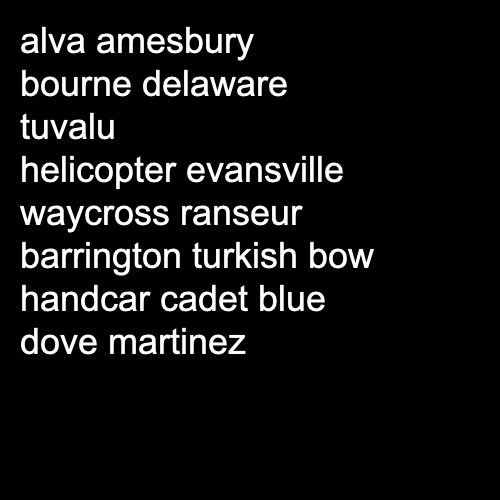 alva amesbury
bourne delaware
tuvalu
helicopter evansville
waycross ranseur
barrington turkish bow
handcar cadet blue
dove martinez